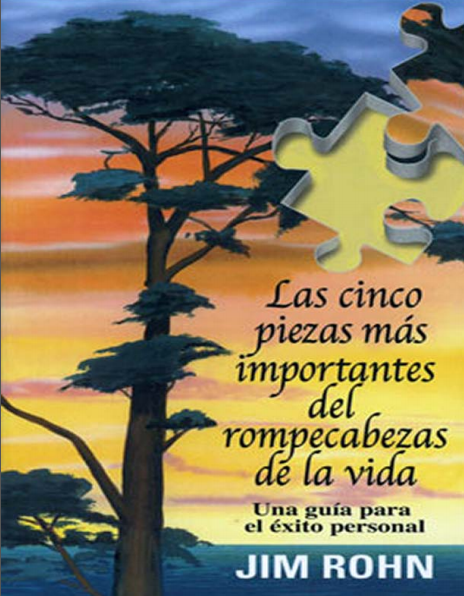 Las cinco
piezas más
importantes
del
rompecabezas
de la vida
Una guía para
el éxito personal
JIM ROHN